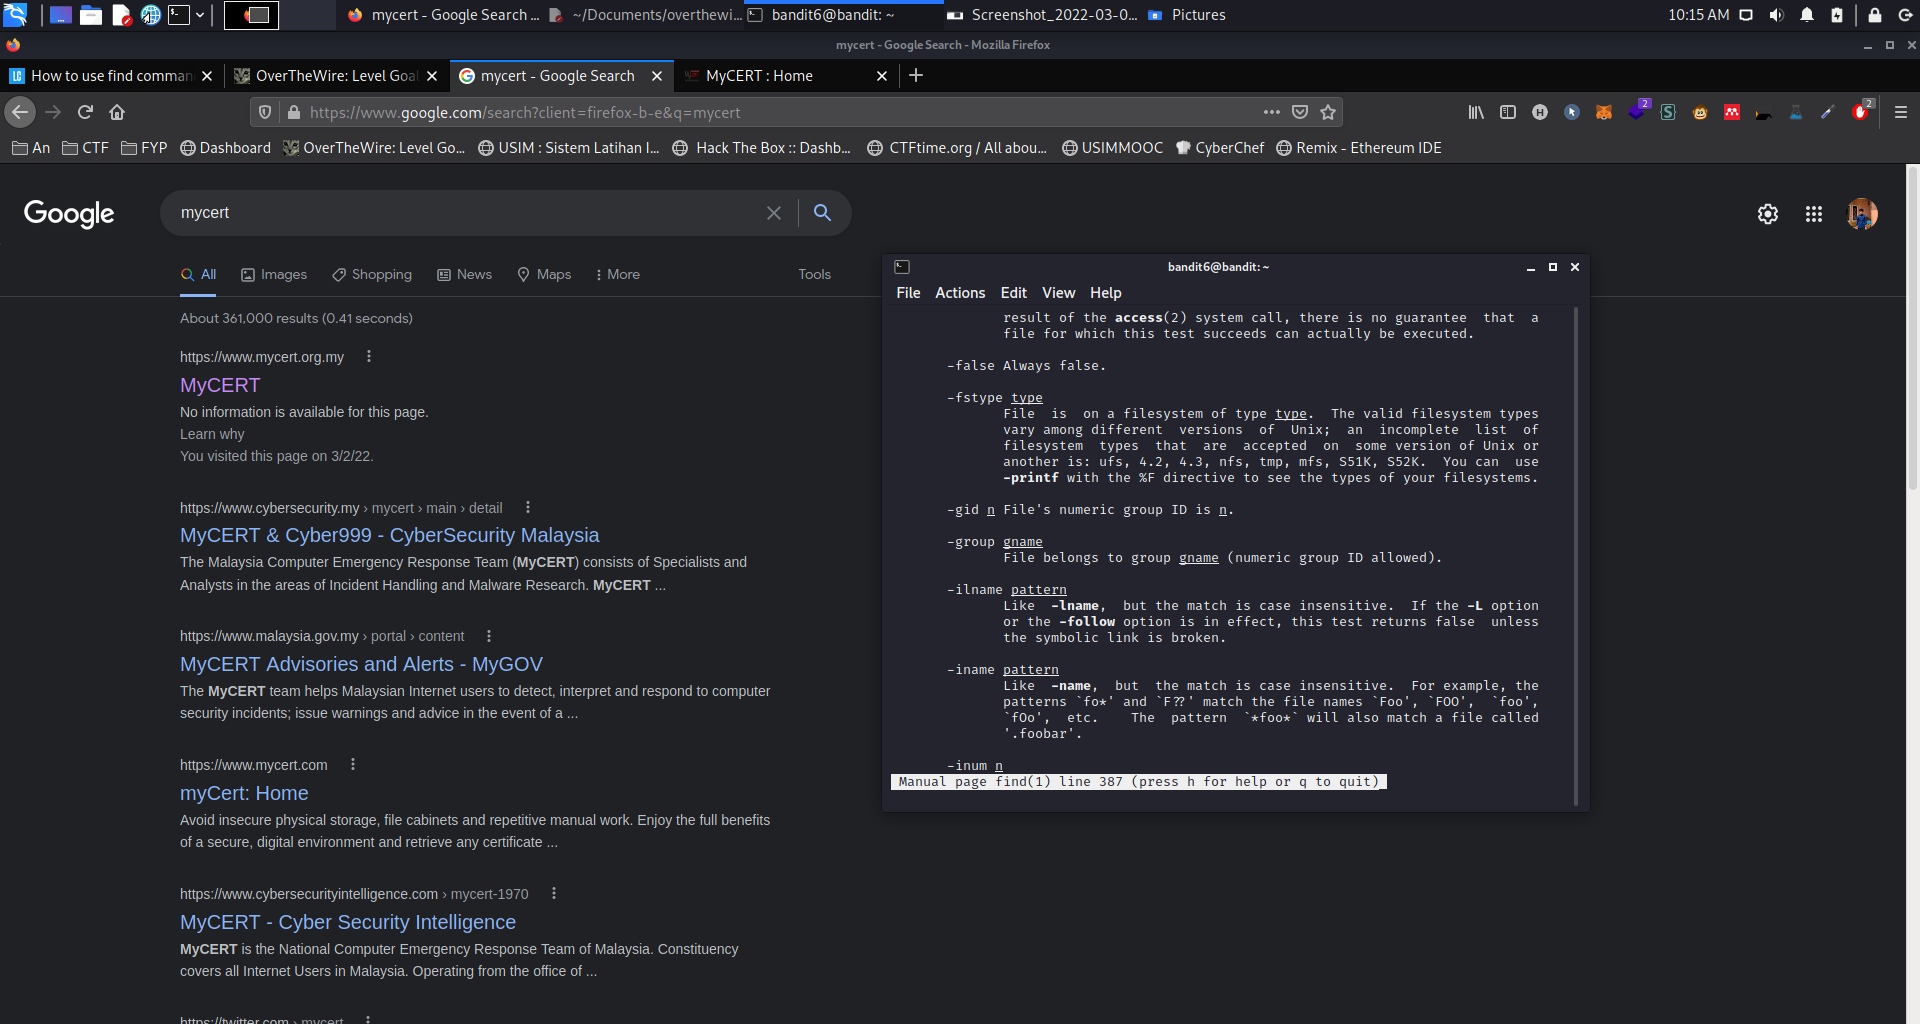 mycert - Google Search ...
~/Documents/overthewi...
bandit6@bandit: ~
Screenshot_2022-03-0...
Pictures
10:15 AM
mycert - Google Search - Mozilla Firefox
How to use find comman
OverTheWire: Level Goal
mycert - Google Search
MyCERT : Home
https://www.google.com/search?client=firefox-b-e&q=mycert
2
2
An
CTF
FYP
Dashboard
OverTheWire: Level Go...
USIM : Sistem Latihan I...
Hack The Box :: Dashb...
CTFtime.org / All abou...
USIMMOOC
CyberChef
Remix - Ethereum IDE
Google
mycert
All
Images
Shopping
News
Maps
More
Tools
About 361,000 results (0.41 seconds)
https://www.mycert.org.my
MyCERT
No information is available for this page.
Learn why
You visited this page on 3/2/22.
https://www.cybersecurity.my › mycert › main › detail
MyCERT & Cyber999 - CyberSecurity Malaysia
The Malaysia Computer Emergency Response Team (MyCERT) consists of Specialists and
Analysts in the areas of Incident Handling and Malware Research. MyCERT ...
https://www.malaysia.gov.my › portal › content
MyCERT Advisories and Alerts - MyGOV
The MyCERT team helps Malaysian Internet users to detect, interpret and respond to computer
security incidents; issue warnings and advice in the event of a ...
https://www.mycert.com
myCert: Home
Avoid insecure physical storage, file cabinets and repetitive manual work. Enjoy the full benefits
of a secure, digital environment and retrieve any certificate ...
https://www.cybersecurityintelligence.com › mycert-1970
MyCERT - Cyber Security Intelligence
MyCERT is the National Computer Emergency Response Team of Malaysia. Constituency
covers all Internet Users in Malaysia. Operating from the office of ...
https://twitter.com › mycert
bandit6@bandit: ~
File Actions Edit View Help
result of the access(2) system call, there is no guarantee that a
file for which this test succeeds can actually be executed.
-false Always false.
-fstype type
File is on a filesystem of type type. The valid filesystem types
vary among different versions of Unix; an incomplete list of
filesystem types that are accepted on some version of Unix or
another is: ufs, 4.2, 4.3, nfs, tmp, mfs, S51K, S52K. You can use
-printf with the %F directive to see the types of your filesystems.
-gid n File's numeric group ID is n.
-group gname
File belongs to group gname (numeric group ID allowed).
-ilname pattern
Like -lname, but the match is case insensitive. If the -L option
or the -follow option is in effect, this test returns false unless
the symbolic link is broken.
-iname pattern
Like -name, but the match is case insensitive. For example, the
patterns `fo*' and `F??' match the file names `Foo', `FOO', `foo',
`fOo', etc. The pattern `*foo*` will also match a file called
'.foobar'.
-inum n
Manual page find(1) line 387 (press h for help or q to quit)